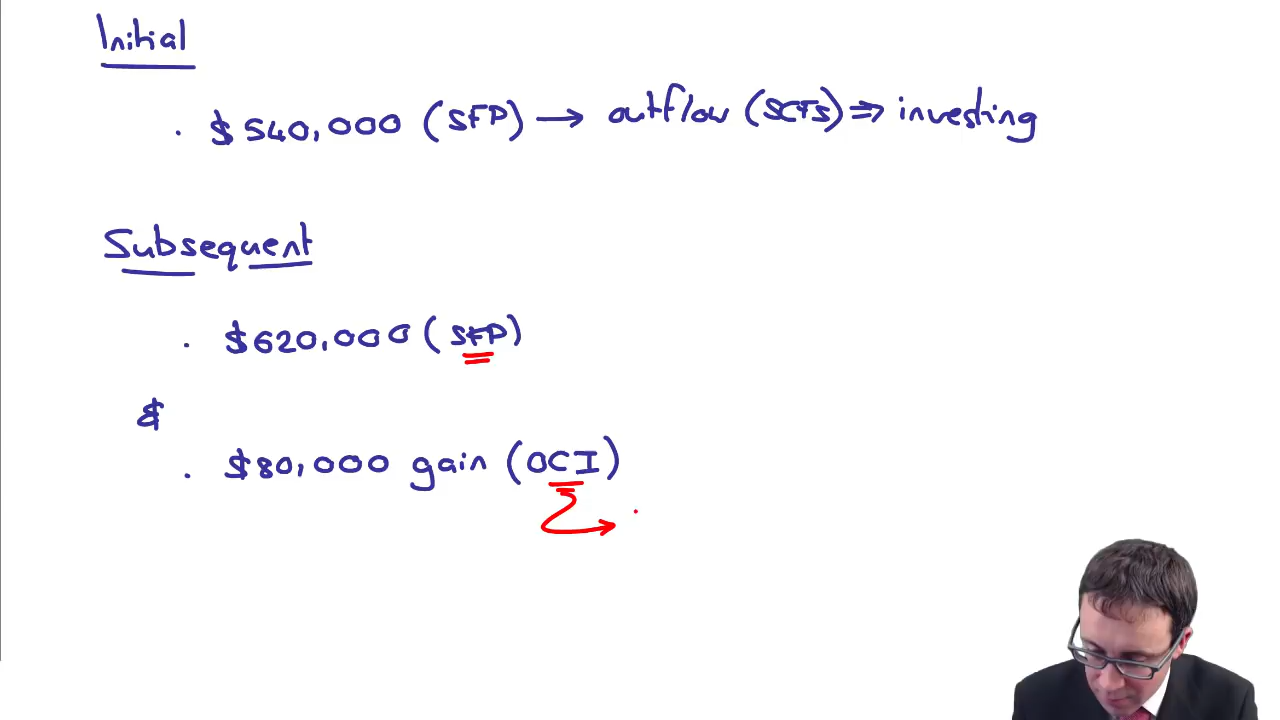 Initial
. $540,000 (SFP) → outflow (SCFs) ⇒ investing
Subsequent
. $620,000 (SFP)
&
. $80,000 gain (OCI)